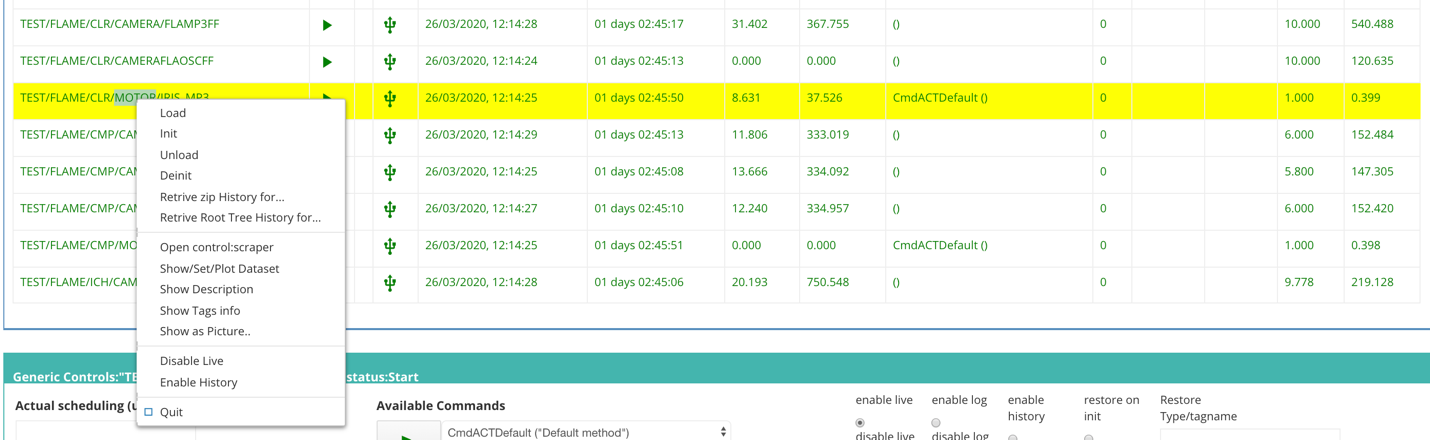 TEST/FLAME/CLR/CAMERA/FLAMP3FF 26/03/2020, 12:14:28 01 days 02:45:17 31.402 367.755 () 0 10.000 540.488
TEST/FLAME/CLR/CAMERAFLAOSCFF 26/03/2020, 12:14:24 01 days 02:45:13 0.000 0.000 () 0 10.000 120.635
TEST/FLAME/CLR/MOTOR/IRIS_MP3 26/03/2020, 12:14:25 01 days 02:45:50 8.631 37.526 CmdACTDefault () 0 1.000 0.399
TEST/FLAME/CMP/CAM 26/03/2020, 12:14:29 01 days 02:45:13 11.806 333.019 () 0 6.000 152.484
TEST/FLAME/CMP/CAM 26/03/2020, 12:14:25 01 days 02:45:08 13.666 334.092 () 0 5.800 147.305
TEST/FLAME/CMP/CAM 26/03/2020, 12:14:27 01 days 02:45:10 12.240 334.957 () 0 6.000 152.420
TEST/FLAME/CMP/MO 26/03/2020, 12:14:25 01 days 02:45:51 0.000 0.000 CmdACTDefault () 0 1.000 0.398
TEST/FLAME/ICH/CAM 26/03/2020, 12:14:28 01 days 02:45:06 20.193 750.548 () 0 9.778 219.128
Load
Init
Unload
Deinit
Retrive zip History for...
Retrive Root Tree History for...
Open control:scraper
Show/Set/Plot Dataset
Show Description
Show Tags info
Show as Picture..
Disable Live
Enable History
Quit
Generic Controls:"TE status:Start
Actual scheduling (u
Available Commands
CmdACTDefault ("Default method")
enable live
disable live
enable log
disable log
enable
history
restore on
init
Restore
Type/tagname